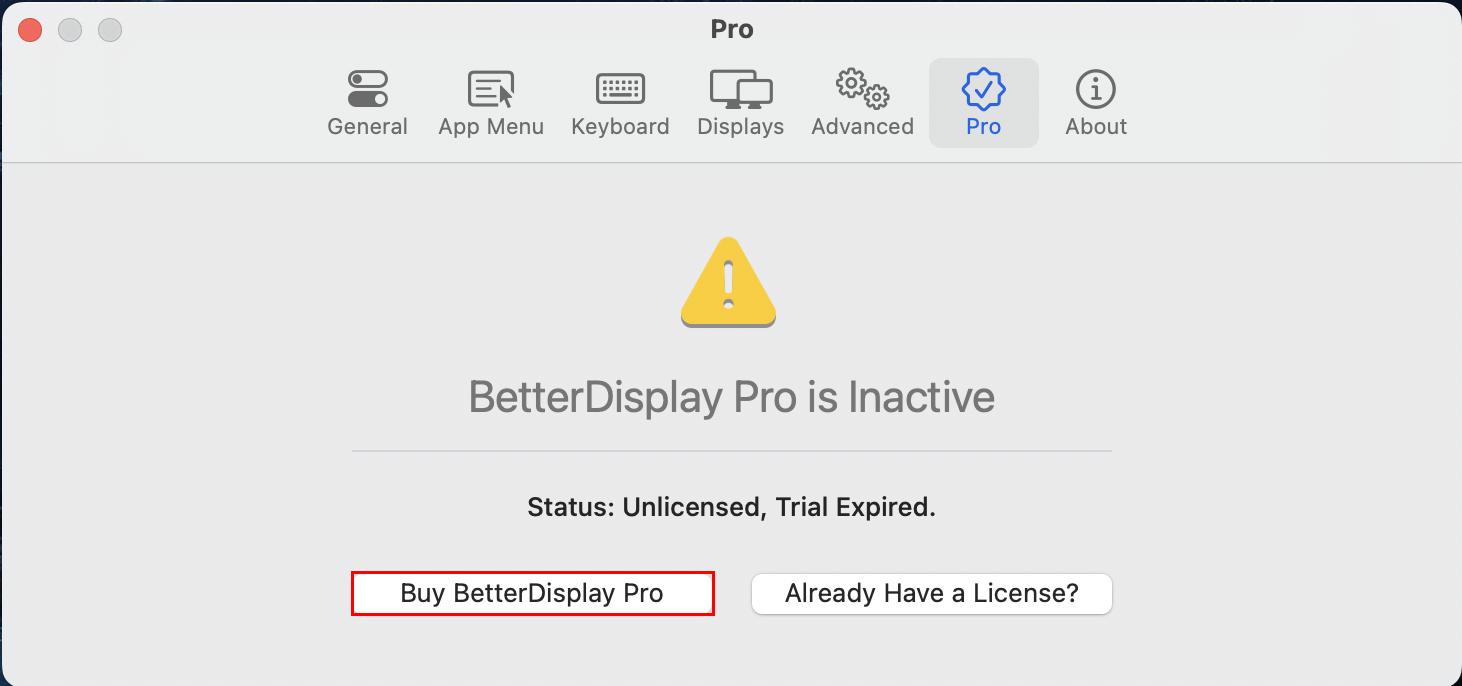 Pro
General
App Menu
Keyboard
Displays
Advanced
Pro
About
BetterDisplay Pro is Inactive
Status: Unlicensed, Trial Expired.
Buy BetterDisplay Pro
Already Have a License?